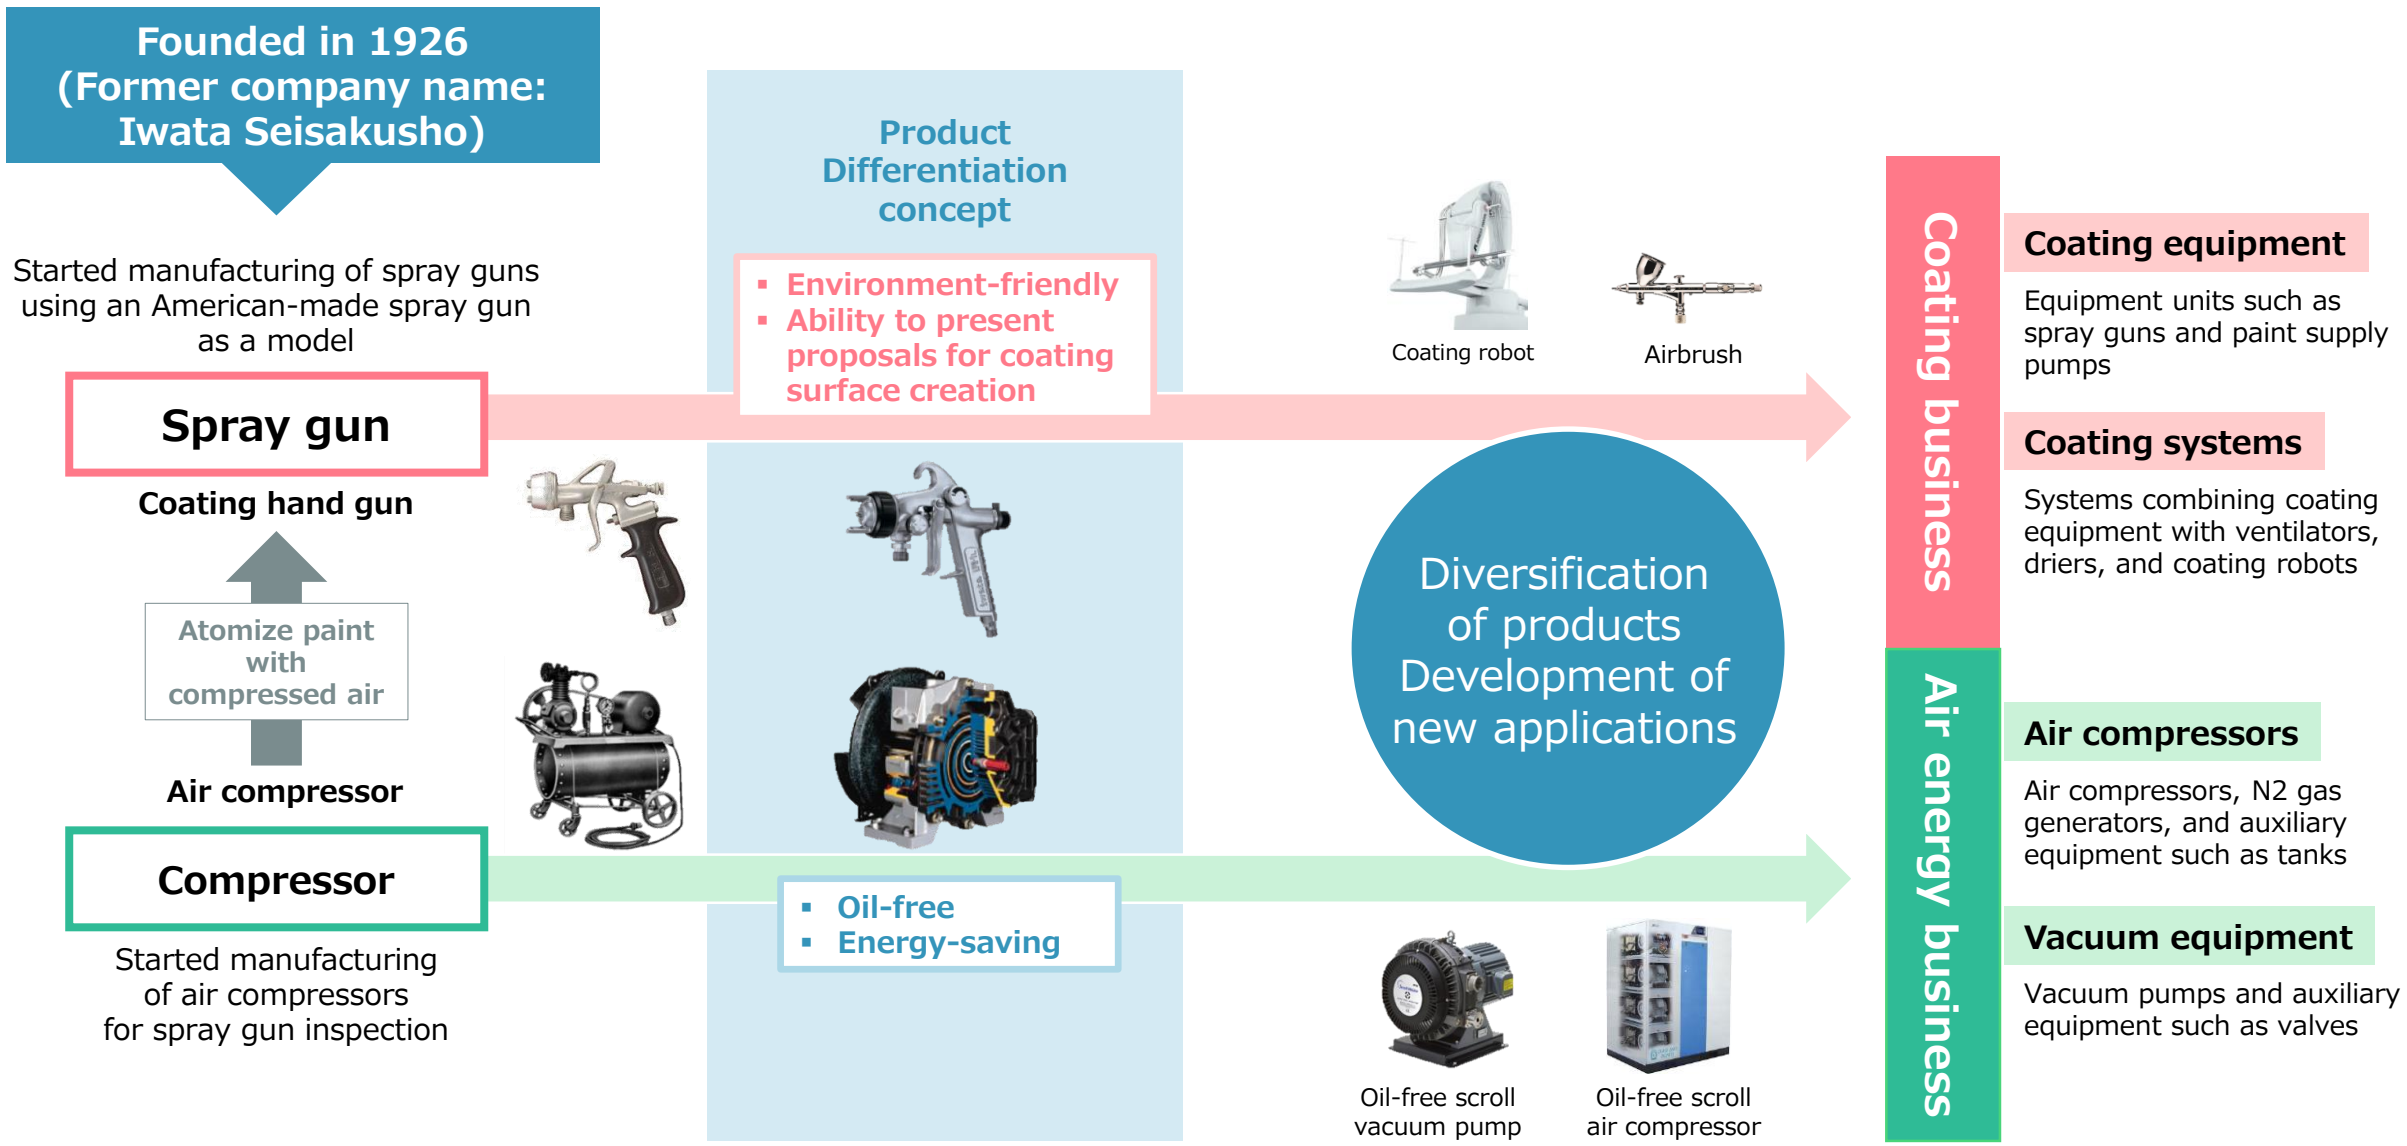 Founded in 1926
(Former company name:
Iwata Seisakusho)
Started manufacturing of spray guns
using an American-made spray gun
as a model
Spray gun
Coating hand gun
Atomize paint
with
compressed air
Air compressor
Compressor
Started manufacturing
of air compressors
for spray gun inspection
Product
Differentiation
concept
▪ Environment-friendly
▪ Ability to present
proposals for coating
surface creation
▪ Oil-free
▪ Energy-saving
Coating robot
Airbrush
Diversification
of products
Development of
new applications
Oil-free scroll
vacuum pump
Oil-free scroll
air compressor
Coating business
Coating equipment
Equipment units such as
spray guns and paint supply
pumps
Coating systems
Systems combining coating
equipment with ventilators,
driers, and coating robots
Air energy business
Air compressors
Air compressors, N2 gas
generators, and auxiliary
equipment such as tanks
Vacuum equipment
Vacuum pumps and auxiliary
equipment such as valves